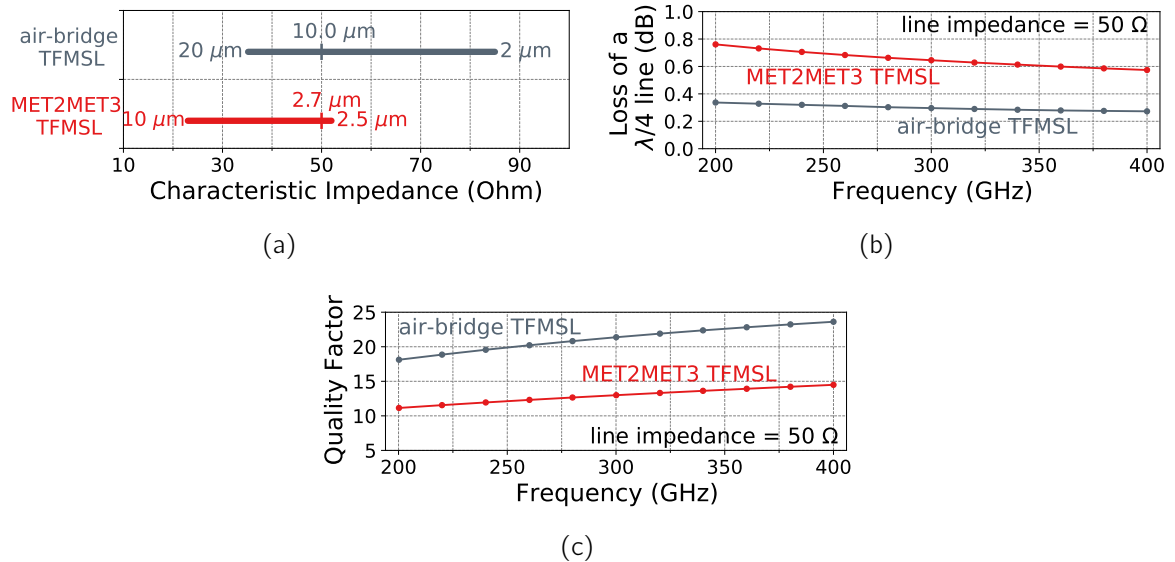 air-bridge
TFMSL
20 μm
10.0 μm
2 μm
MET2MET3
TFMSL
10 μm
2.7 μm
2.5 μm
10
30
50
70
90
Characteristic Impedance (Ohm)
(a)
Loss of a
λ/4 line (dB)
1.0
0.8
0.6
0.4
0.2
0.0
line impedance = 50 Ω
MET2MET3 TFMSL
air-bridge TFMSL
200
250
300
350
400
Frequency (GHz)
(b)
Quality Factor
25
20
15
10
5
air-bridge TFMSL
MET2MET3 TFMSL
line impedance = 50 Ω
200
250
300
350
400
Frequency (GHz)
(c)